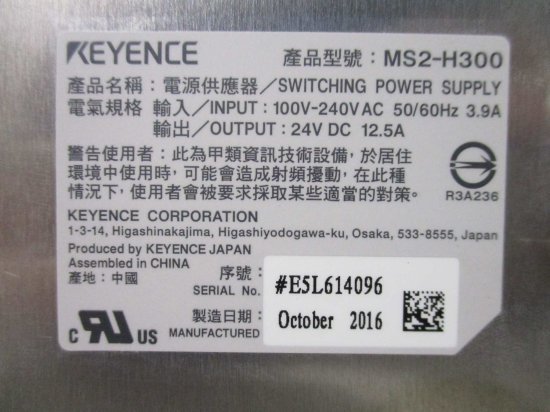 KEYENCE 產品型號：MS2-H300
產品名稱：電源供應器／SWITCHING POWER SUPPLY
電氣規格 輸入／INPUT：100V-240V AC 50/60Hz 3.9A
輸出／OUTPUT：24V DC 12.5A
警告使用者：此為甲類資訊技術設備，於居住
環境中使用時，可能會造成射頻擾動，在此種
情況下，使用者會被要求採取某些適當的對策。
R3A236
KEYENCE CORPORATION
1-3-14, Higashinakajima, Higashiyodogawa-ku, Osaka, 533-8555, Japan
Produced by KEYENCE JAPAN
Assembled in CHINA
產地：中國
序號：
SERIAL No.
#E5L614096
製造日期：
MANUFACTURED
October 2016
c RU US